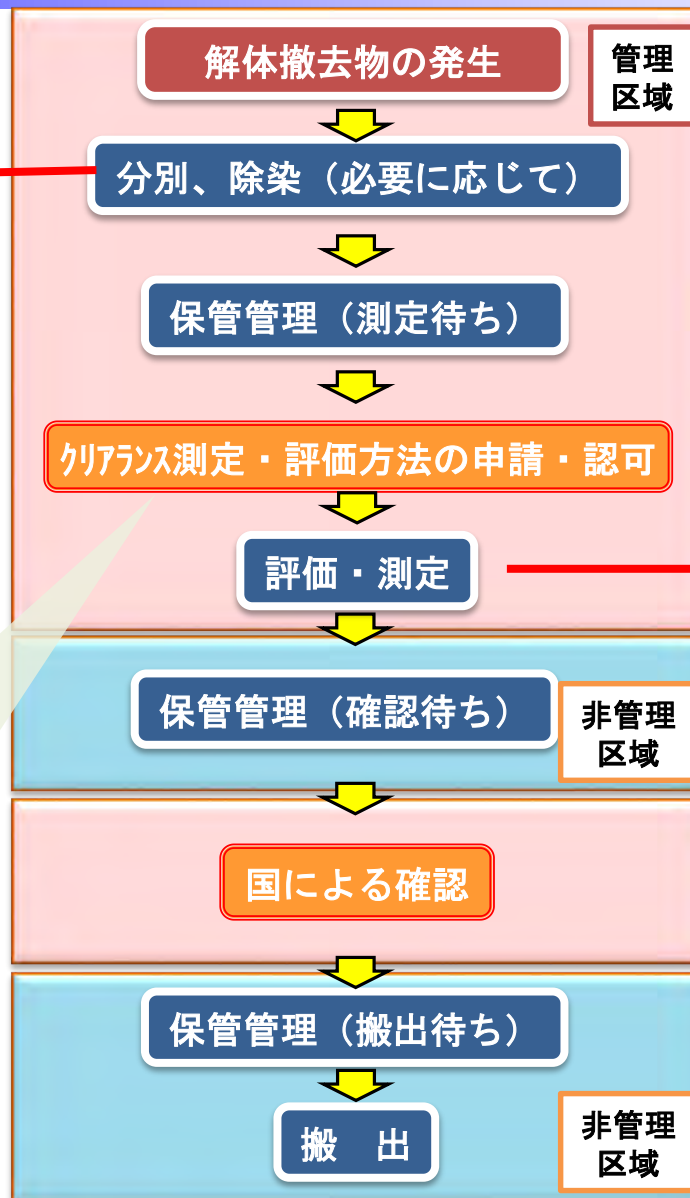 解体撤去物の発生
管理
区域
分別、除染（必要に応じて）
保管管理（測定待ち）
ｸﾘｱﾗﾝｽ測定・評価方法の申請・認可
評価・測定
保管管理（確認待ち）
非管理
区域
国による確認
保管管理（搬出待ち）
搬　出
非管理
区域